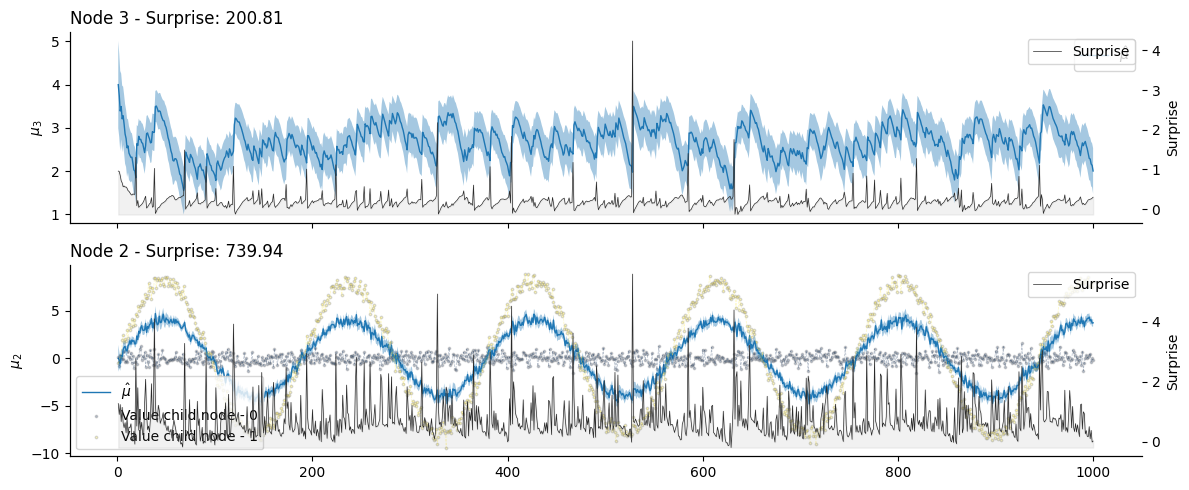 Node 3 - Surprise: 200.81
5
4
3
2
1
μ3
Surprise
μ̂
4
3
2
1
0
Surprise
Node 2 - Surprise: 739.94
5
0
−5
−10
μ2
μ̂
Value child node - 0
Value child node - 1
Surprise
4
2
0
Surprise
0
200
400
600
800
1000